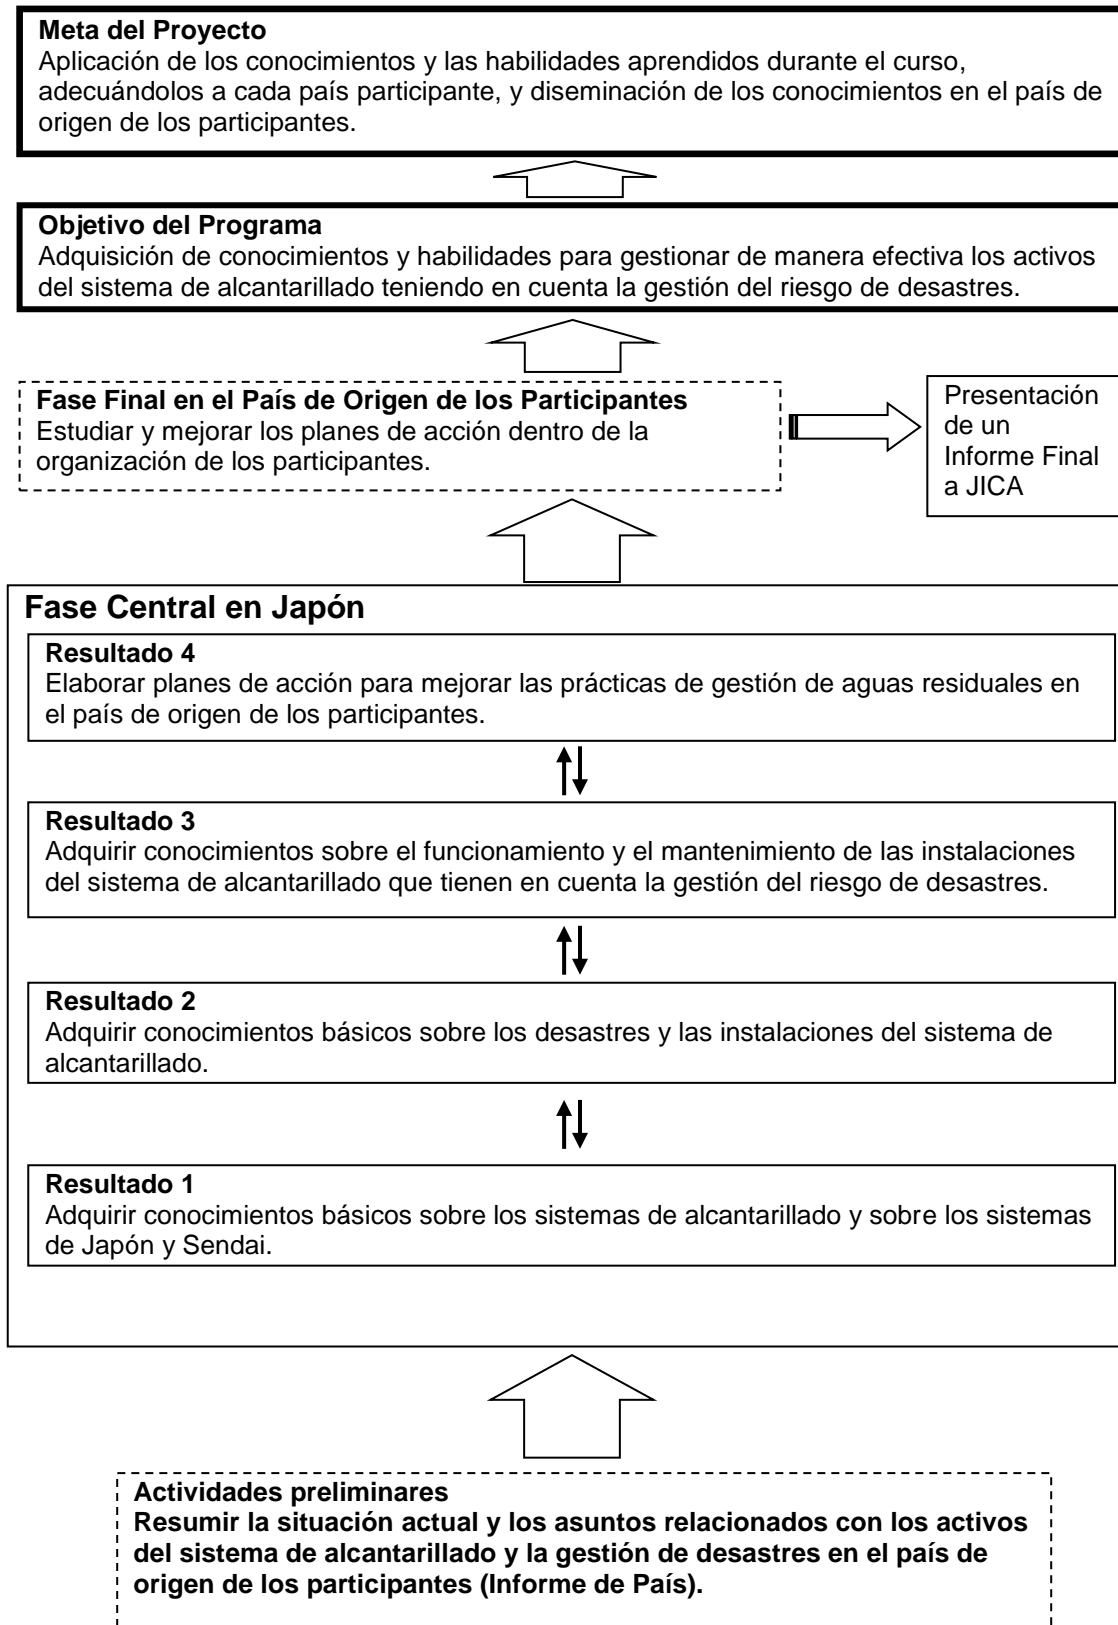 Meta del Proyecto
Aplicación de los conocimientos y las habilidades aprendidos durante el curso,
adecuándolos a cada país participante, y diseminación de los conocimientos en el país de
origen de los participantes.
Objetivo del Programa
Adquisición de conocimientos y habilidades para gestionar de manera efectiva los activos
del sistema de alcantarillado teniendo en cuenta la gestión del riesgo de desastres.
Fase Final en el País de Origen de los Participantes
Estudiar y mejorar los planes de acción dentro de la
organización de los participantes.
Presentación
de un
Informe Final
a JICA
Fase Central en Japón
Resultado 4
Elaborar planes de acción para mejorar las prácticas de gestión de aguas residuales en
el país de origen de los participantes.
Resultado 3
Adquirir conocimientos sobre el funcionamiento y el mantenimiento de las instalaciones
del sistema de alcantarillado que tienen en cuenta la gestión del riesgo de desastres.
Resultado 2
Adquirir conocimientos básicos sobre los desastres y las instalaciones del sistema de
alcantarillado.
Resultado 1
Adquirir conocimientos básicos sobre los sistemas de alcantarillado y sobre los sistemas
de Japón y Sendai.
Actividades preliminares
Resumir la situación actual y los asuntos relacionados con los activos
del sistema de alcantarillado y la gestión de desastres en el país de
origen de los participantes (Informe de País).